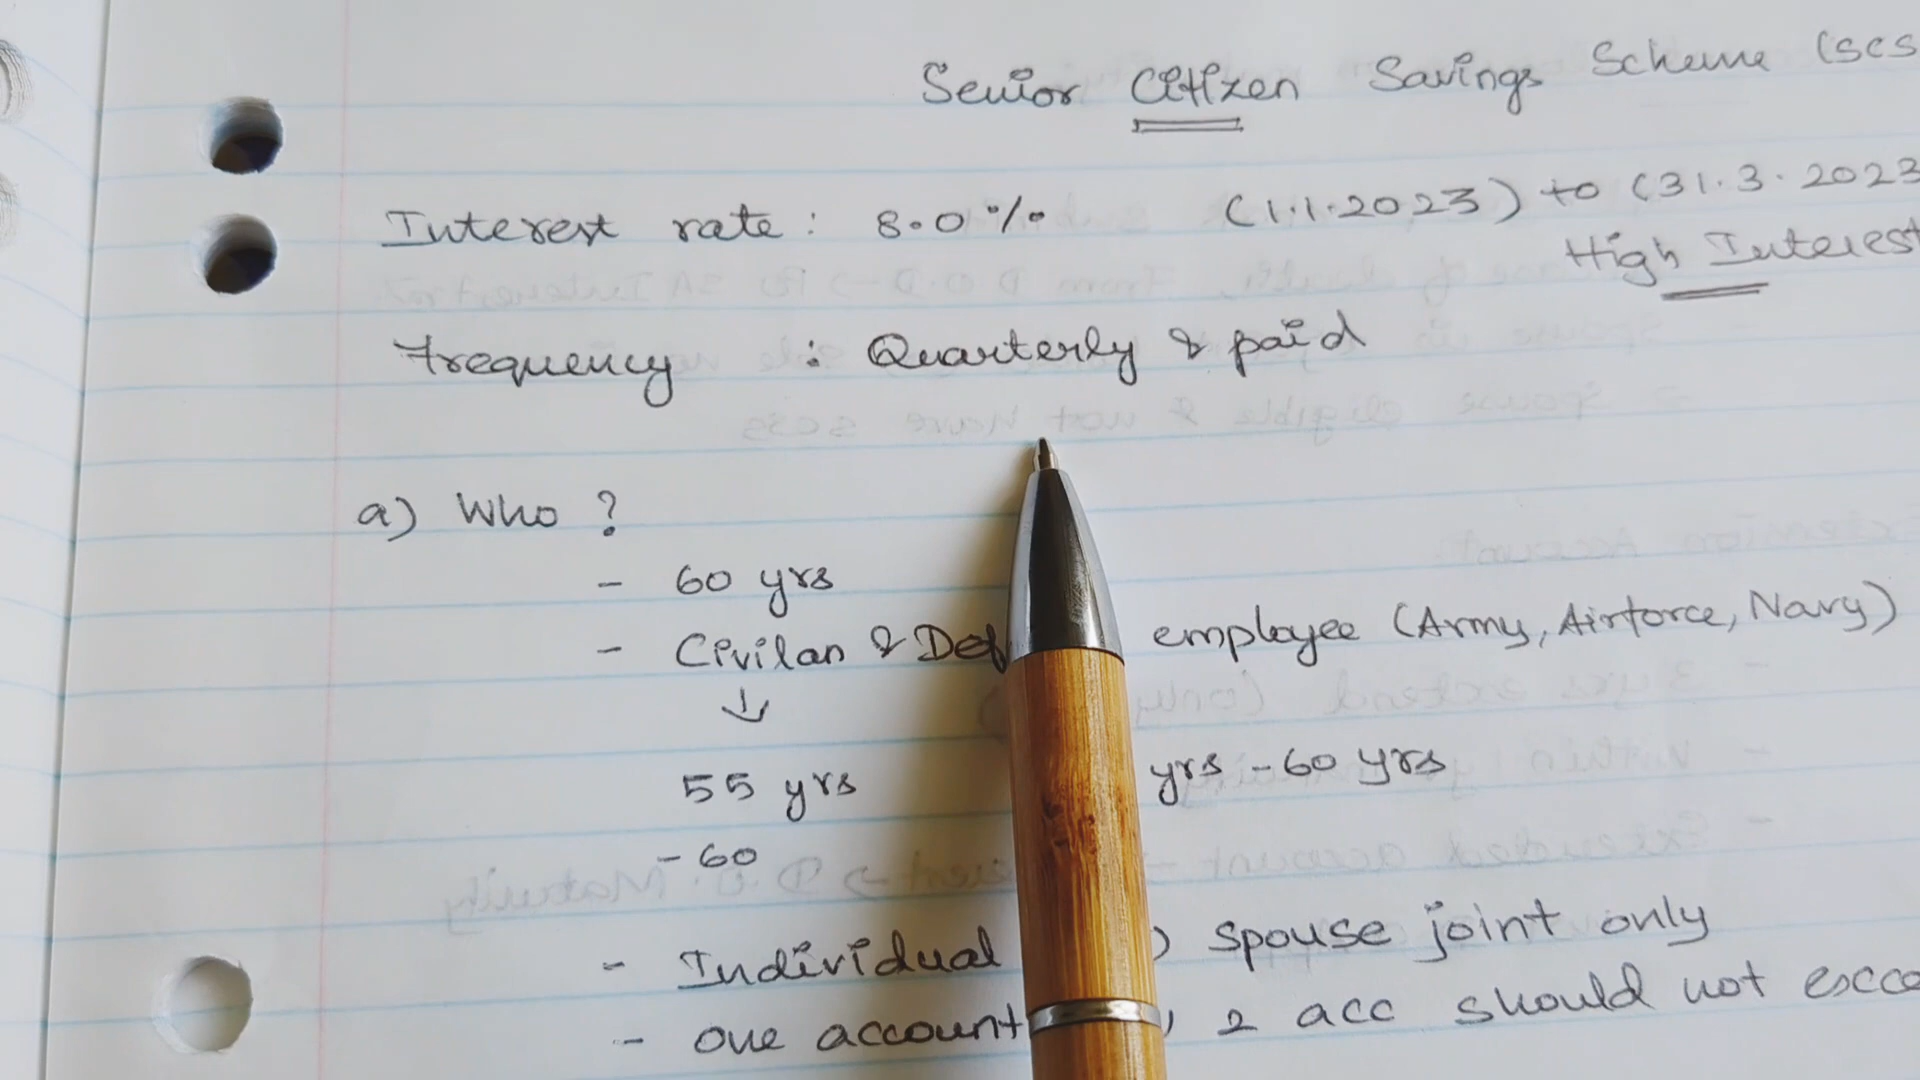 Senior Citizen Savings Scheme (SCS
Interest rate : 8.0% (1.1.2023) to (31.3.2023
High Interest
Frequency : Quarterly & paid
a) Who ?
- 60 yrs
- Civilan & Def employee (Army, Airforce, Navy)
↓
55 yrs yrs - 60 yrs
- 60
- Individual ) spouse joint only
- one account , 2 acc should not exce